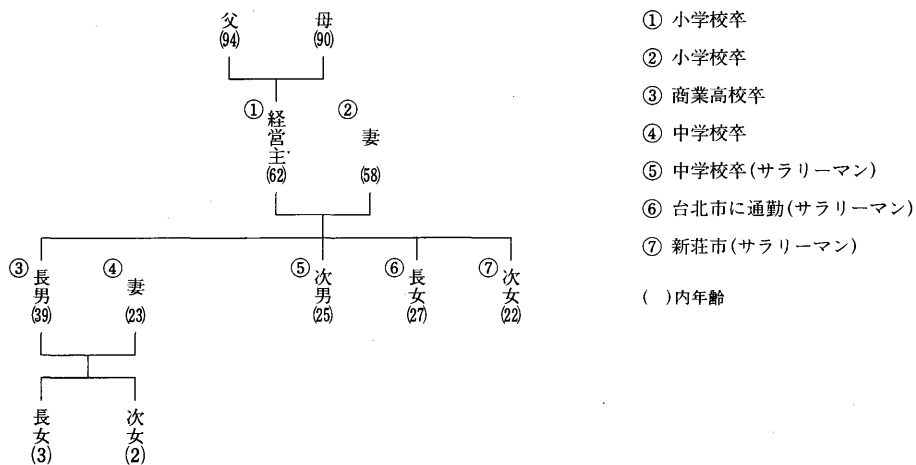 父
(94)
母
(90)
① 経営主
(62)
② 妻
(58)
③ 長男
(39)
④ 妻
(23)
⑤ 次男
(25)
⑥ 長女
(27)
⑦ 次女
(22)
長女
(3)
次女
(2)
① 小学校卒
② 小学校卒
③ 商業高校卒
④ 中学校卒
⑤ 中学校卒(サラリーマン)
⑥ 台北市に通勤(サラリーマン)
⑦ 新荘市(サラリーマン)
( )内年齢